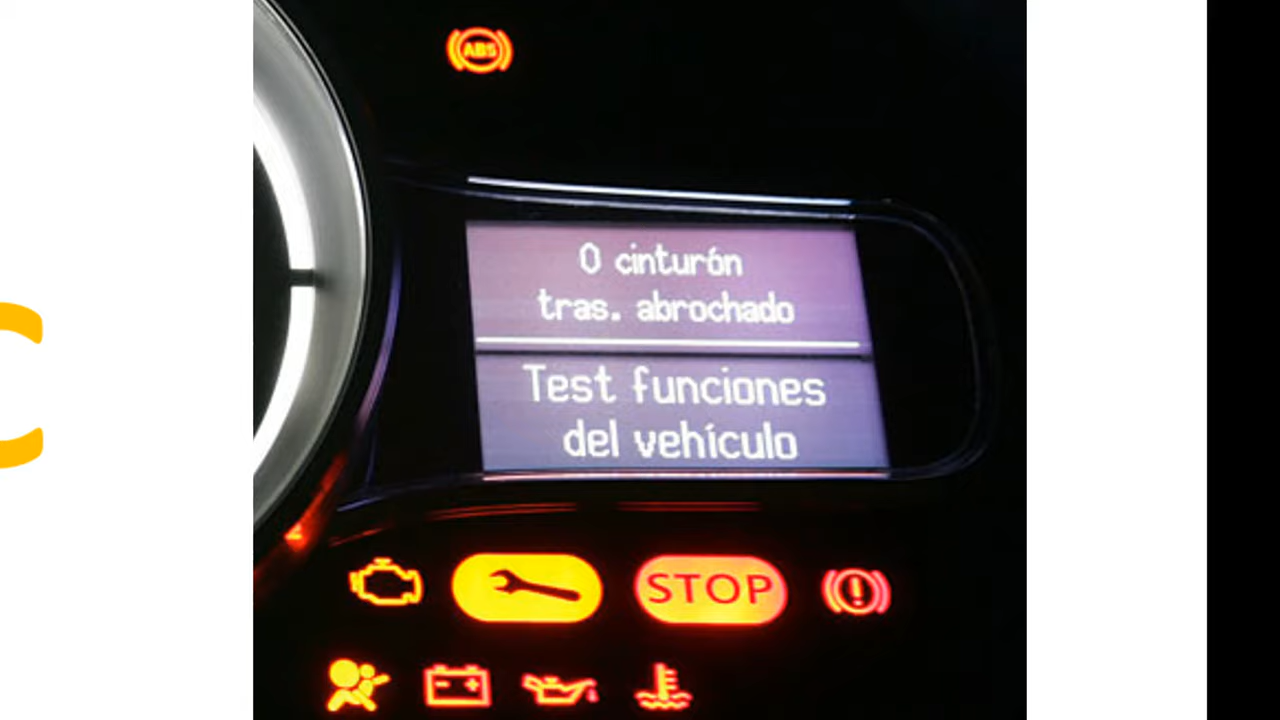 ABS
0 cinturón
tras. abrochado
Test funciones
del vehículo
STOP